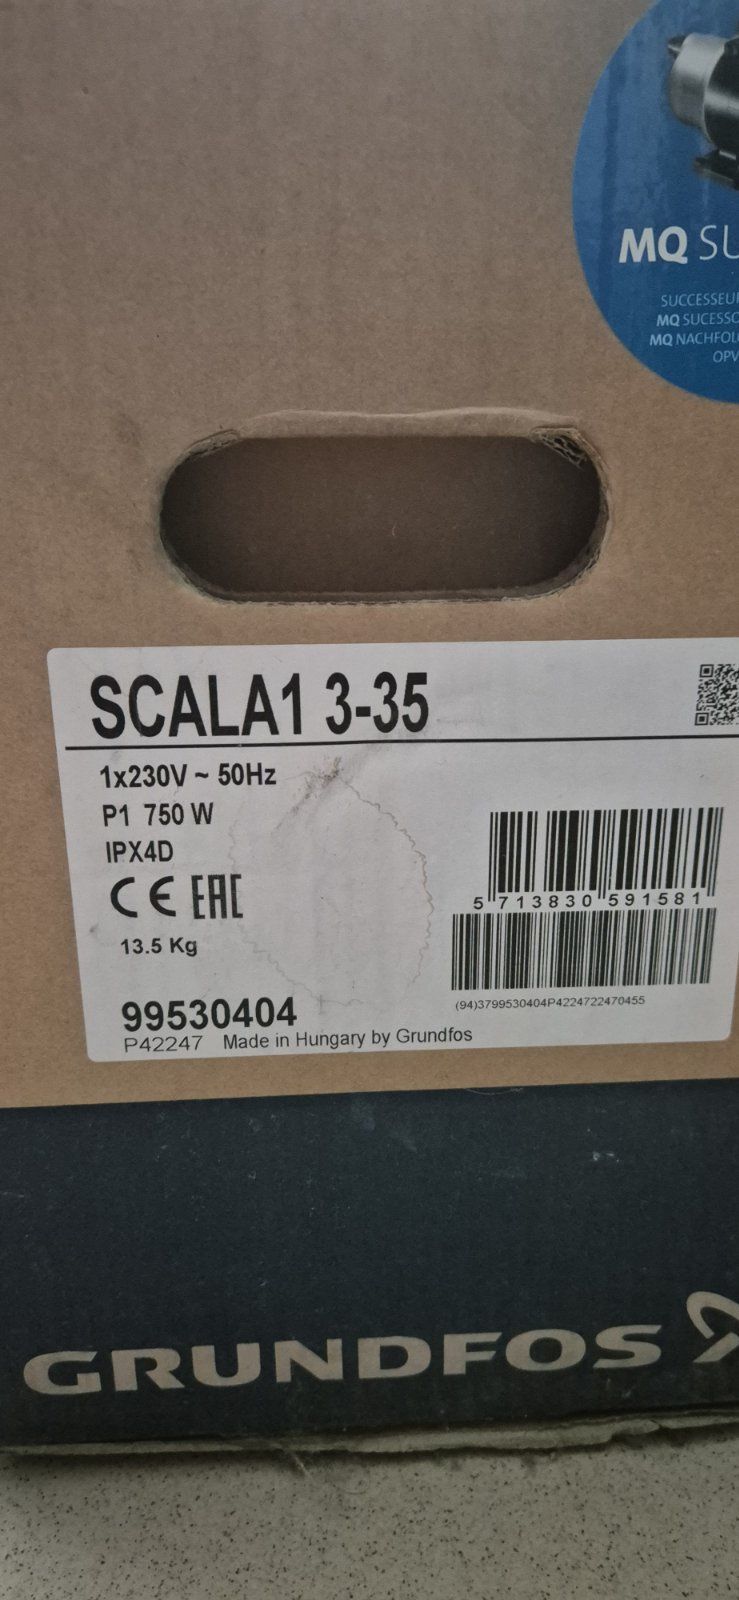 MQ SU
SUCCESSEU
MQ SUCESSO
MQ NACHFOL
OPV
SCALA1 3-35
1x230V ~ 50Hz
P1 750 W
IPX4D
CE EAC
13.5 Kg
5 713830 591581
(94)3799530404P4224722470455
99530404
P42247 Made in Hungary by Grundfos
GRUNDFOS